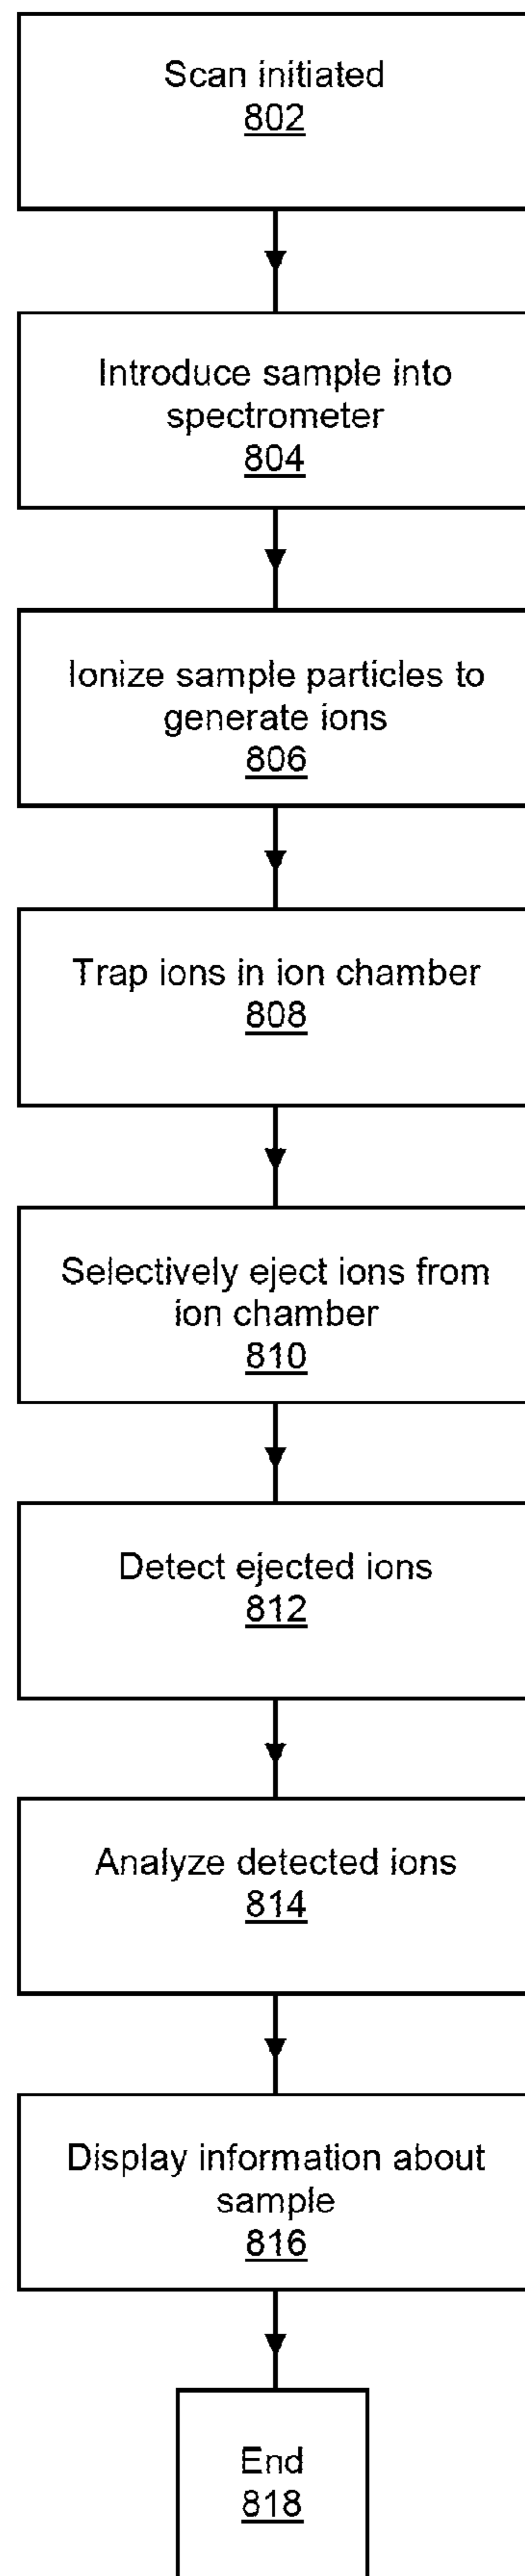 Scan initiated
802
Introduce sample into
spectrometer
804
Ionize sample particles to
generate ions
806
Trap ions in ion chamber
808
Selectively eject ions from
ion chamber
810
Detect ejected ions
812
Analyze detected ions
814
Display information about
sample
816
End
818